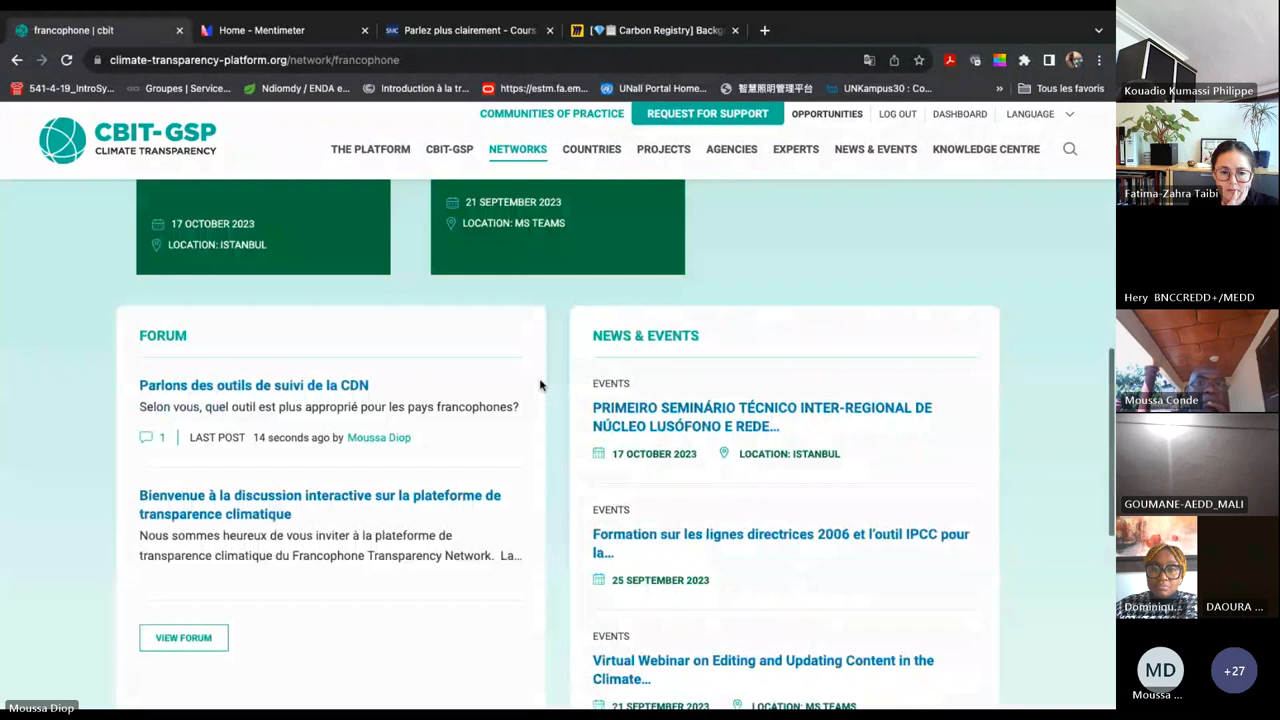 francophone | cbit
Home - Mentimeter
SMC
Parlez plus clairement - Cours
[💎📋 Carbon Registry] Backg
climate-transparency-platform.org/network/francophone
541-4-19_IntroSy...
Groupes | Service...
Ndiomdy / ENDA e...
Introduction à la tr...
https://estm.fa.em...
UNall Portal Home...
智慧照明管理平台
UNKampus30 : Co...
»
Tous les favoris
COMMUNITIES OF PRACTICE
REQUEST FOR SUPPORT
OPPORTUNITIES
LOG OUT
DASHBOARD
LANGUAGE
CBIT-GSP
CLIMATE TRANSPARENCY
THE PLATFORM
CBIT-GSP
NETWORKS
COUNTRIES
PROJECTS
AGENCIES
EXPERTS
NEWS & EVENTS
KNOWLEDGE CENTRE
17 OCTOBER 2023
LOCATION: ISTANBUL
21 SEPTEMBER 2023
LOCATION: MS TEAMS
FORUM
Parlons des outils de suivi de la CDN
Selon vous, quel outil est plus approprié pour les pays francophones?
1
LAST POST 14 seconds ago by Moussa Diop
Bienvenue à la discussion interactive sur la plateforme de
transparence climatique
Nous sommes heureux de vous inviter à la plateforme de
transparence climatique du Francophone Transparency Network. La...
VIEW FORUM
NEWS & EVENTS
EVENTS
PRIMEIRO SEMINÁRIO TÉCNICO INTER-REGIONAL DE
NÚCLEO LUSÓFONO E REDE...
17 OCTOBER 2023
LOCATION: ISTANBUL
EVENTS
Formation sur les lignes directrices 2006 et l'outil IPCC pour
la...
25 SEPTEMBER 2023
EVENTS
Virtual Webinar on Editing and Updating Content in the
Climate...
21 SEPTEMBER 2023
LOCATION: MS TEAMS
Moussa Diop
Kouadio Kumassi Philippe
Fatima-Zahra Taibi
Hery BNCCREDD+/MEDD
Moussa Conde
GOUMANE-AEDD_MALI
Dominiqu...
DAOURA ...
MD
Moussa ...
+27